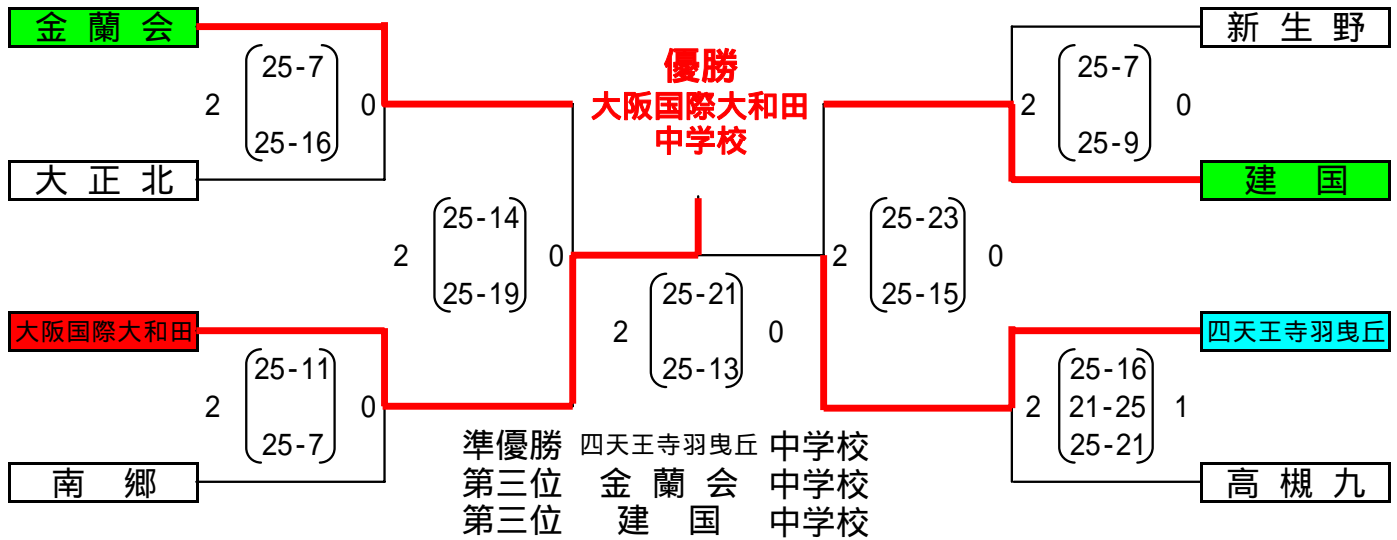 金蘭会
新生野
25-7
2 0
25-16
優勝
大阪国際大和田
中学校
25-7
2 0
25-9
大正北
建国
25-14
2 0
25-19
25-23
2 0
25-15
大阪国際大和田
四天王寺羽曳丘
25-21
2 0
25-13
25-11
2 0
25-7
25-16
2 21-25 1
25-21
南郷
高槻九
準優勝 四天王寺羽曳丘 中学校
第三位 金蘭会 中学校
第三位 建国 中学校